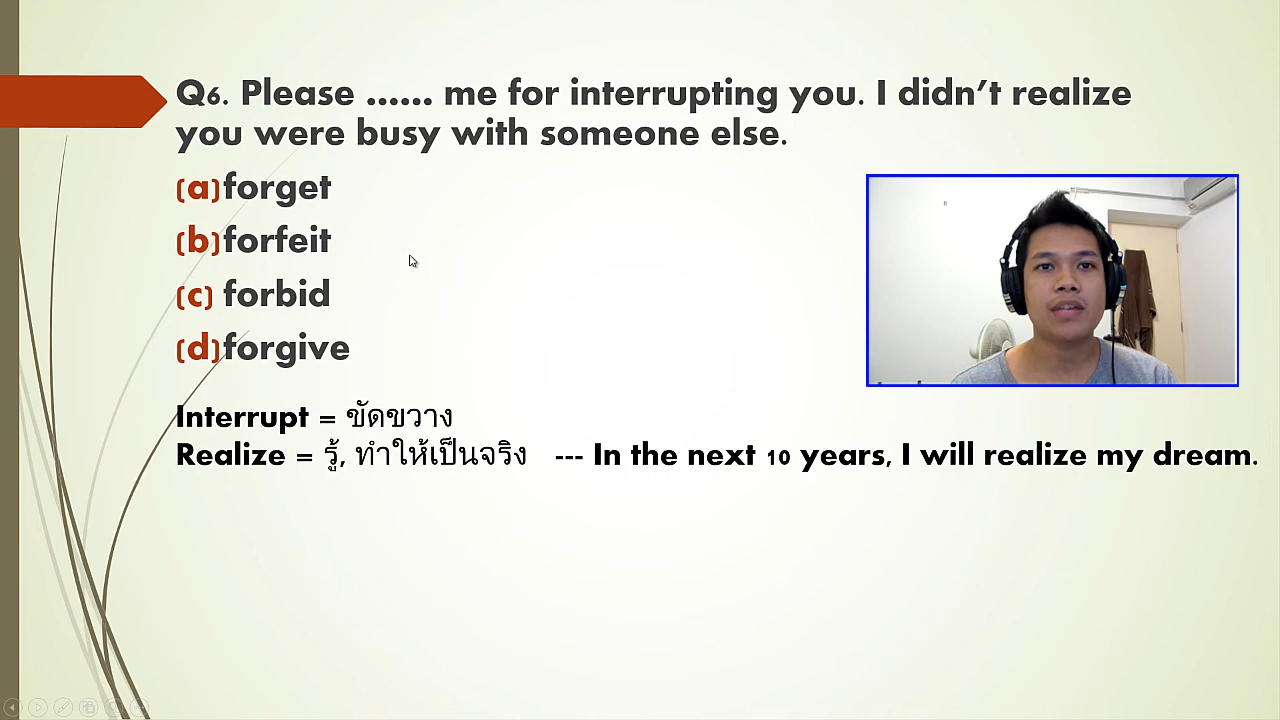 Q6. Please ...... me for interrupting you. I didn't realize
you were busy with someone else.
(a)forget
(b)forfeit
(c) forbid
(d)forgive
Interrupt = ขัดขวาง
Realize = รู้, ทำให้เป็นจริง --- In the next 10 years, I will realize my dream.